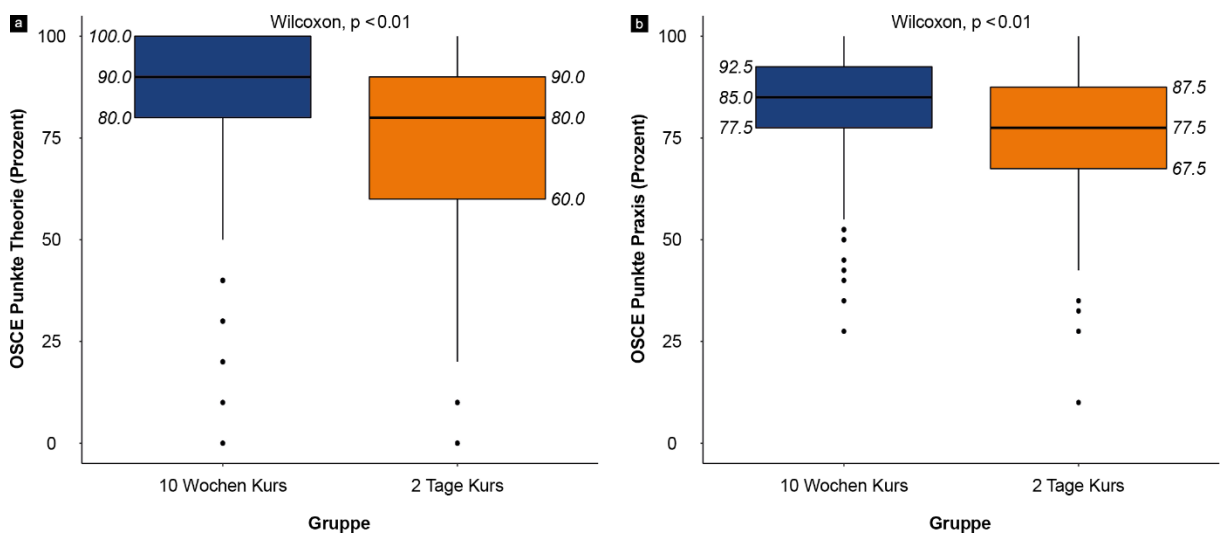 a
Wilcoxon, p < 0.01
OSCE Punkte Theorie (Prozent)
100
75
50
25
0
100.0
90.0
80.0
90.0
80.0
60.0
10 Wochen Kurs
2 Tage Kurs
Gruppe
b
Wilcoxon, p < 0.01
OSCE Punkte Praxis (Prozent)
100
75
50
25
0
92.5
85.0
77.5
87.5
77.5
67.5
10 Wochen Kurs
2 Tage Kurs
Gruppe